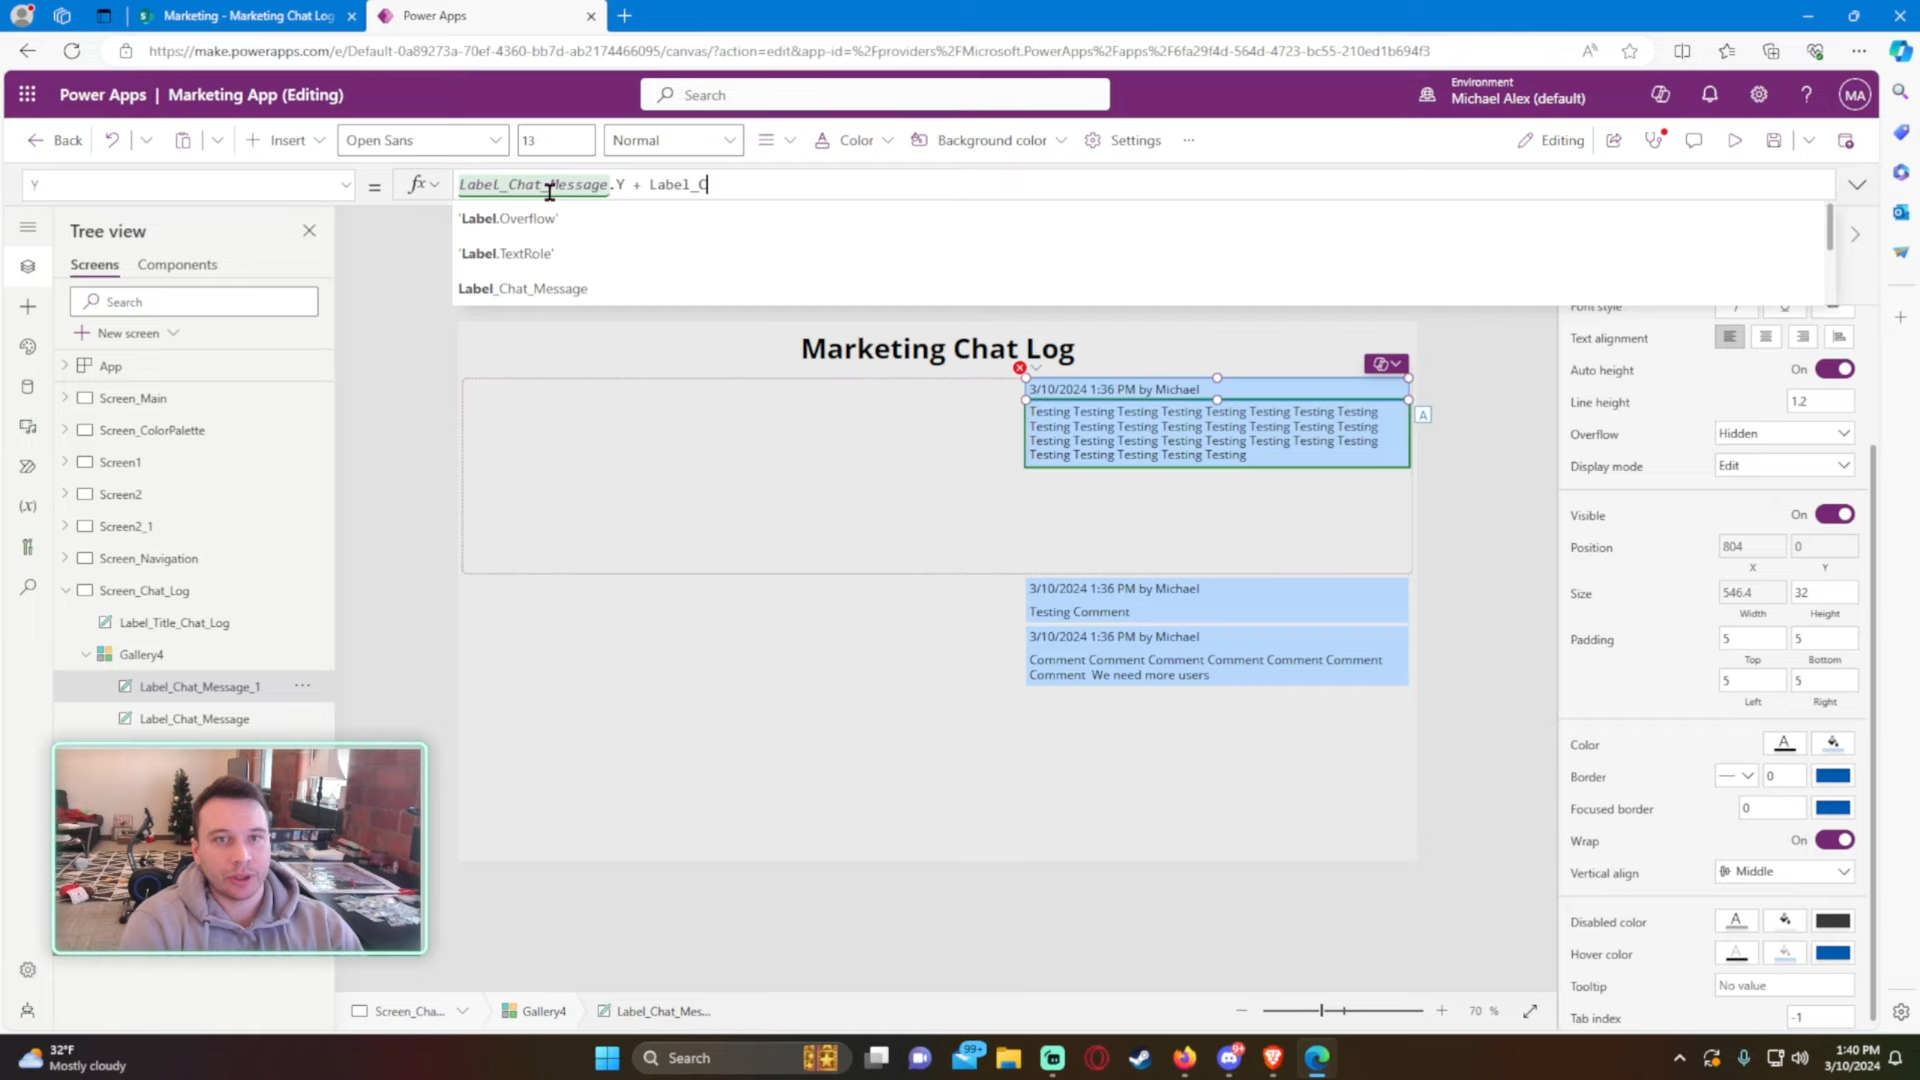 Marketing - Marketing Chat Log
Power Apps
https://make.powerapps.com/e/Default-0a89273a-70ef-4360-bb7d-ab2174466095/canvas/?action=edit&app-id=%2Fproviders%2FMicrosoft.PowerApps%2Fapps%2F6fa29f4d-564d-4723-bc55-210ed1b694f3
Power Apps | Marketing App (Editing)
Search
Environment
Michael Alex (default)
MA
Back
Insert
Open Sans
13
Normal
Color
Background color
Settings
Editing
Y
= fx Label_Chat_Message.Y + Label_C
'Label.Overflow'
'Label.TextRole'
Label_Chat_Message
Tree view
Screens
Components
Search
New screen
App
Screen_Main
Screen_ColorPalette
Screen1
Screen2
Screen2_1
Screen_Navigation
Screen_Chat_Log
Label_Title_Chat_Log
Gallery4
Label_Chat_Message_1
Label_Chat_Message
Marketing Chat Log
3/10/2024 1:36 PM by Michael
Testing Testing Testing Testing Testing Testing Testing Testing
Testing Testing Testing Testing Testing Testing Testing Testing
Testing Testing Testing Testing Testing Testing Testing Testing
Testing Testing Testing Testing Testing
A
3/10/2024 1:36 PM by Michael
Testing Comment
3/10/2024 1:36 PM by Michael
Comment Comment Comment Comment Comment Comment
Comment We need more users
Font style
Text alignment
Auto height
On
Line height
1.2
Overflow
Hidden
Display mode
Edit
Visible
On
Position
804
0
X
Y
Size
546.4
32
Width
Height
Padding
5
5
Top
Bottom
5
5
Left
Right
Color
A
Border
0
Focused border
0
Wrap
On
Vertical align
Middle
Disabled color
A
Hover color
A
Tooltip
No value
Tab index
-1
Screen_Cha...
Gallery4
Label_Chat_Mes...
70 %
32°F
Mostly cloudy
Search
99+
9+
1:40 PM
3/10/2024